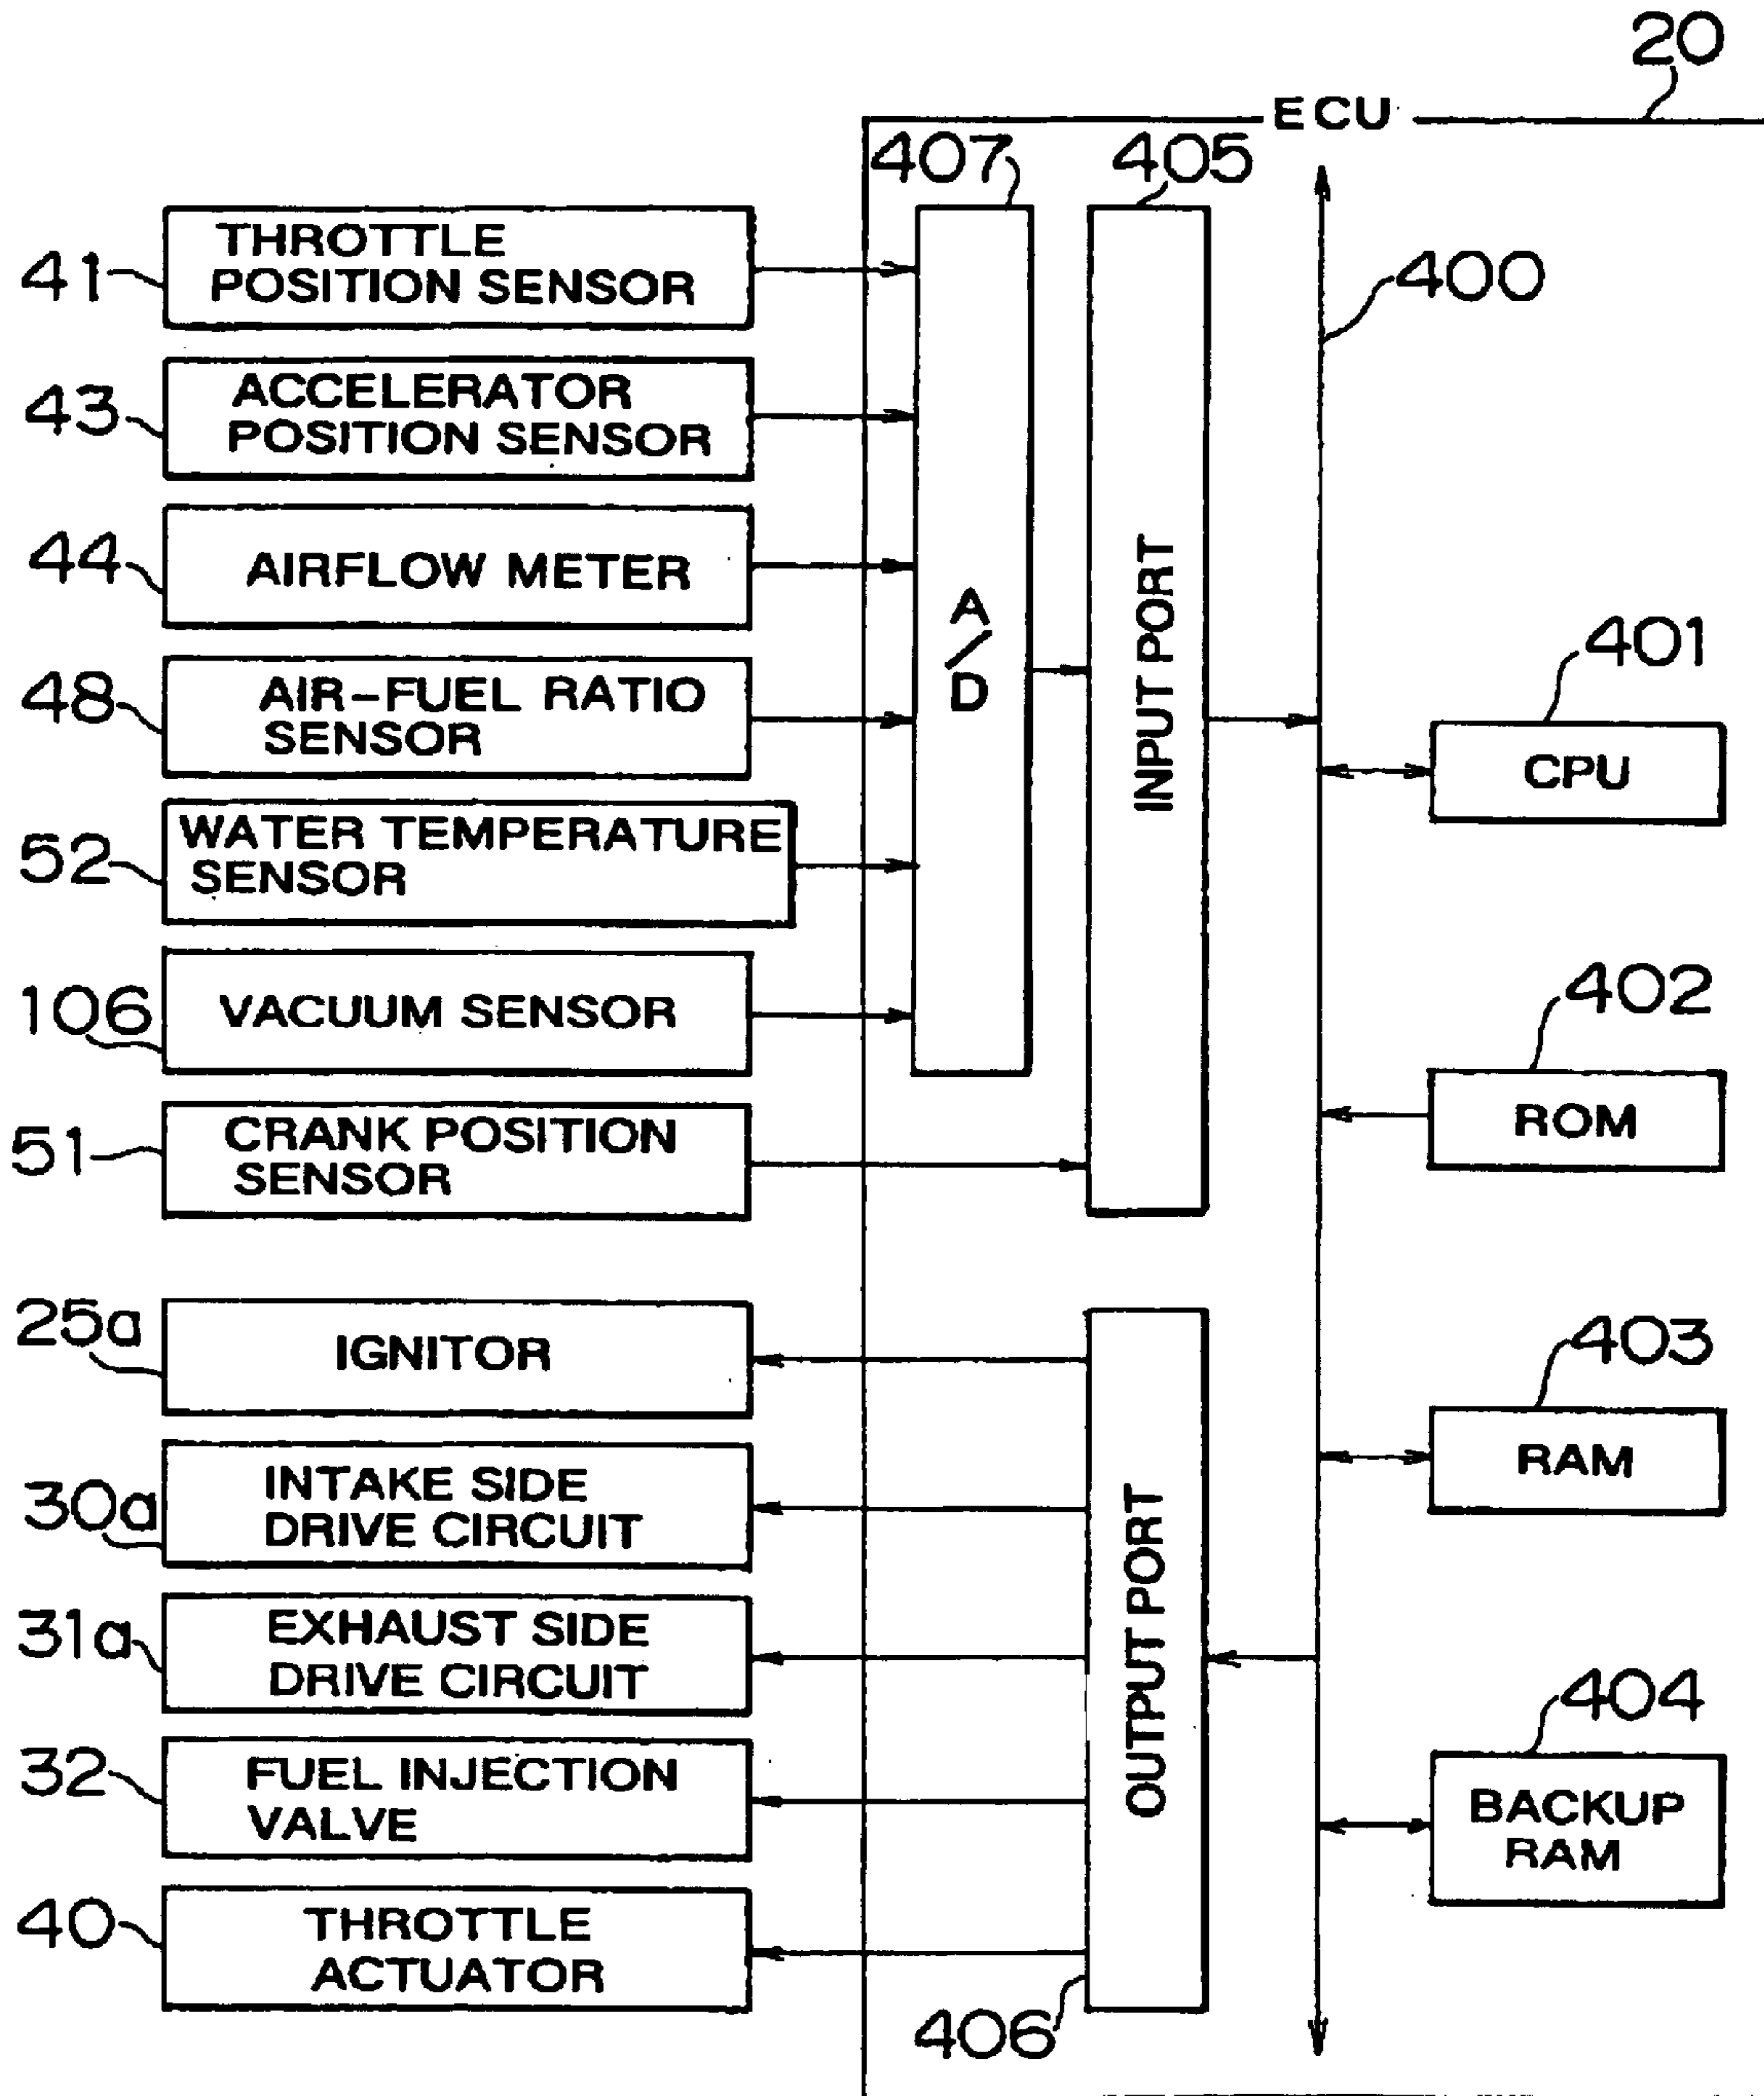 20
ECU
407
405
THROTTLE
POSITION SENSOR
41
400
ACCELERATOR
POSITION SENSOR
43
AIRFLOW METER
44
A/D
INPUT PORT
401
CPU
AIR-FUEL RATIO
SENSOR
48
WATER TEMPERATURE
SENSOR
52
VACUUM SENSOR
106
402
ROM
CRANK POSITION
SENSOR
51
25a
IGNITOR
403
RAM
INTAKE SIDE
DRIVE CIRCUIT
30a
OUTPUT PORT
EXHAUST SIDE
DRIVE CIRCUIT
31a
404
BACKUP
RAM
32
FUEL INJECTION
VALVE
40
THROTTLE
ACTUATOR
406